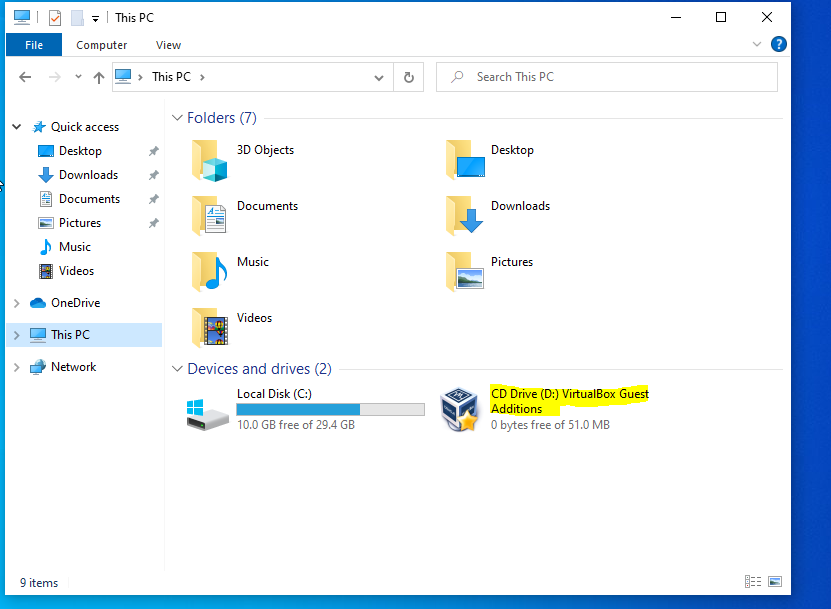 This PC
File
Computer
View
This PC
Search This PC
Quick access
Desktop
Downloads
Documents
Pictures
Music
Videos
OneDrive
This PC
Network
Folders (7)
3D Objects
Desktop
Documents
Downloads
Music
Pictures
Videos
Devices and drives (2)
Local Disk (C:)
10.0 GB free of 29.4 GB
CD Drive (D:) VirtualBox Guest
Additions
0 bytes free of 51.0 MB
9 items